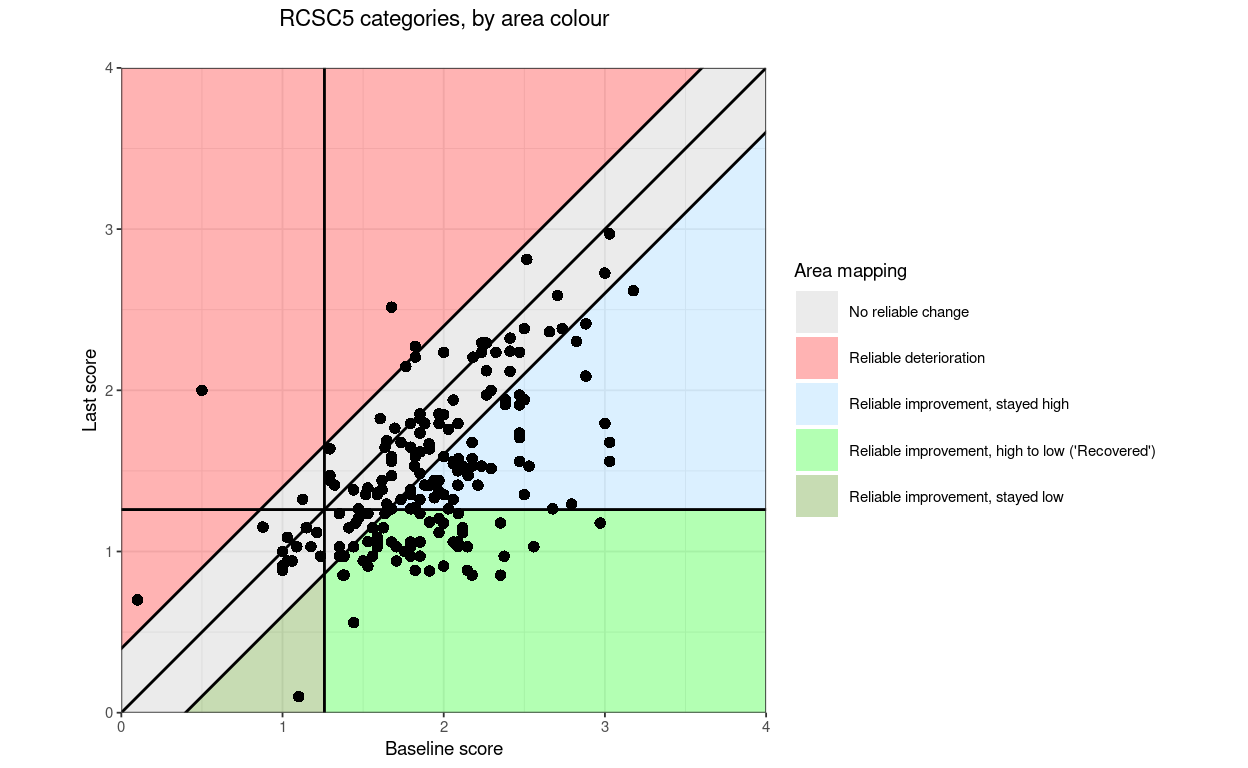 RCSC5 categories, by area colour
4
3
2
1
0
Last score
0
1
2
3
4
Baseline score
Area mapping
No reliable change
Reliable deterioration
Reliable improvement, stayed high
Reliable improvement, high to low ('Recovered')
Reliable improvement, stayed low